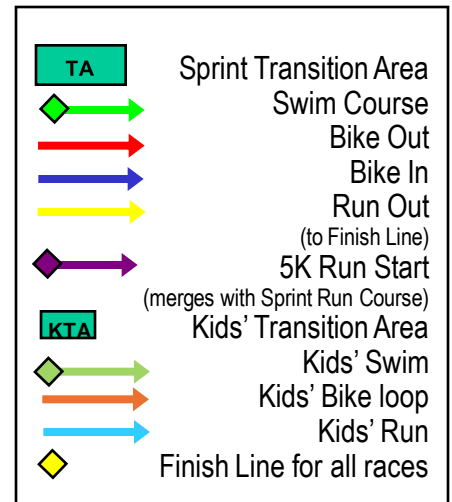 TA Sprint Transition Area
Swim Course
Bike Out
Bike In
Run Out
(to Finish Line)
5K Run Start
(merges with Sprint Run Course)
KTA Kids' Transition Area
Kids' Swim
Kids' Bike loop
Kids' Run
Finish Line for all races